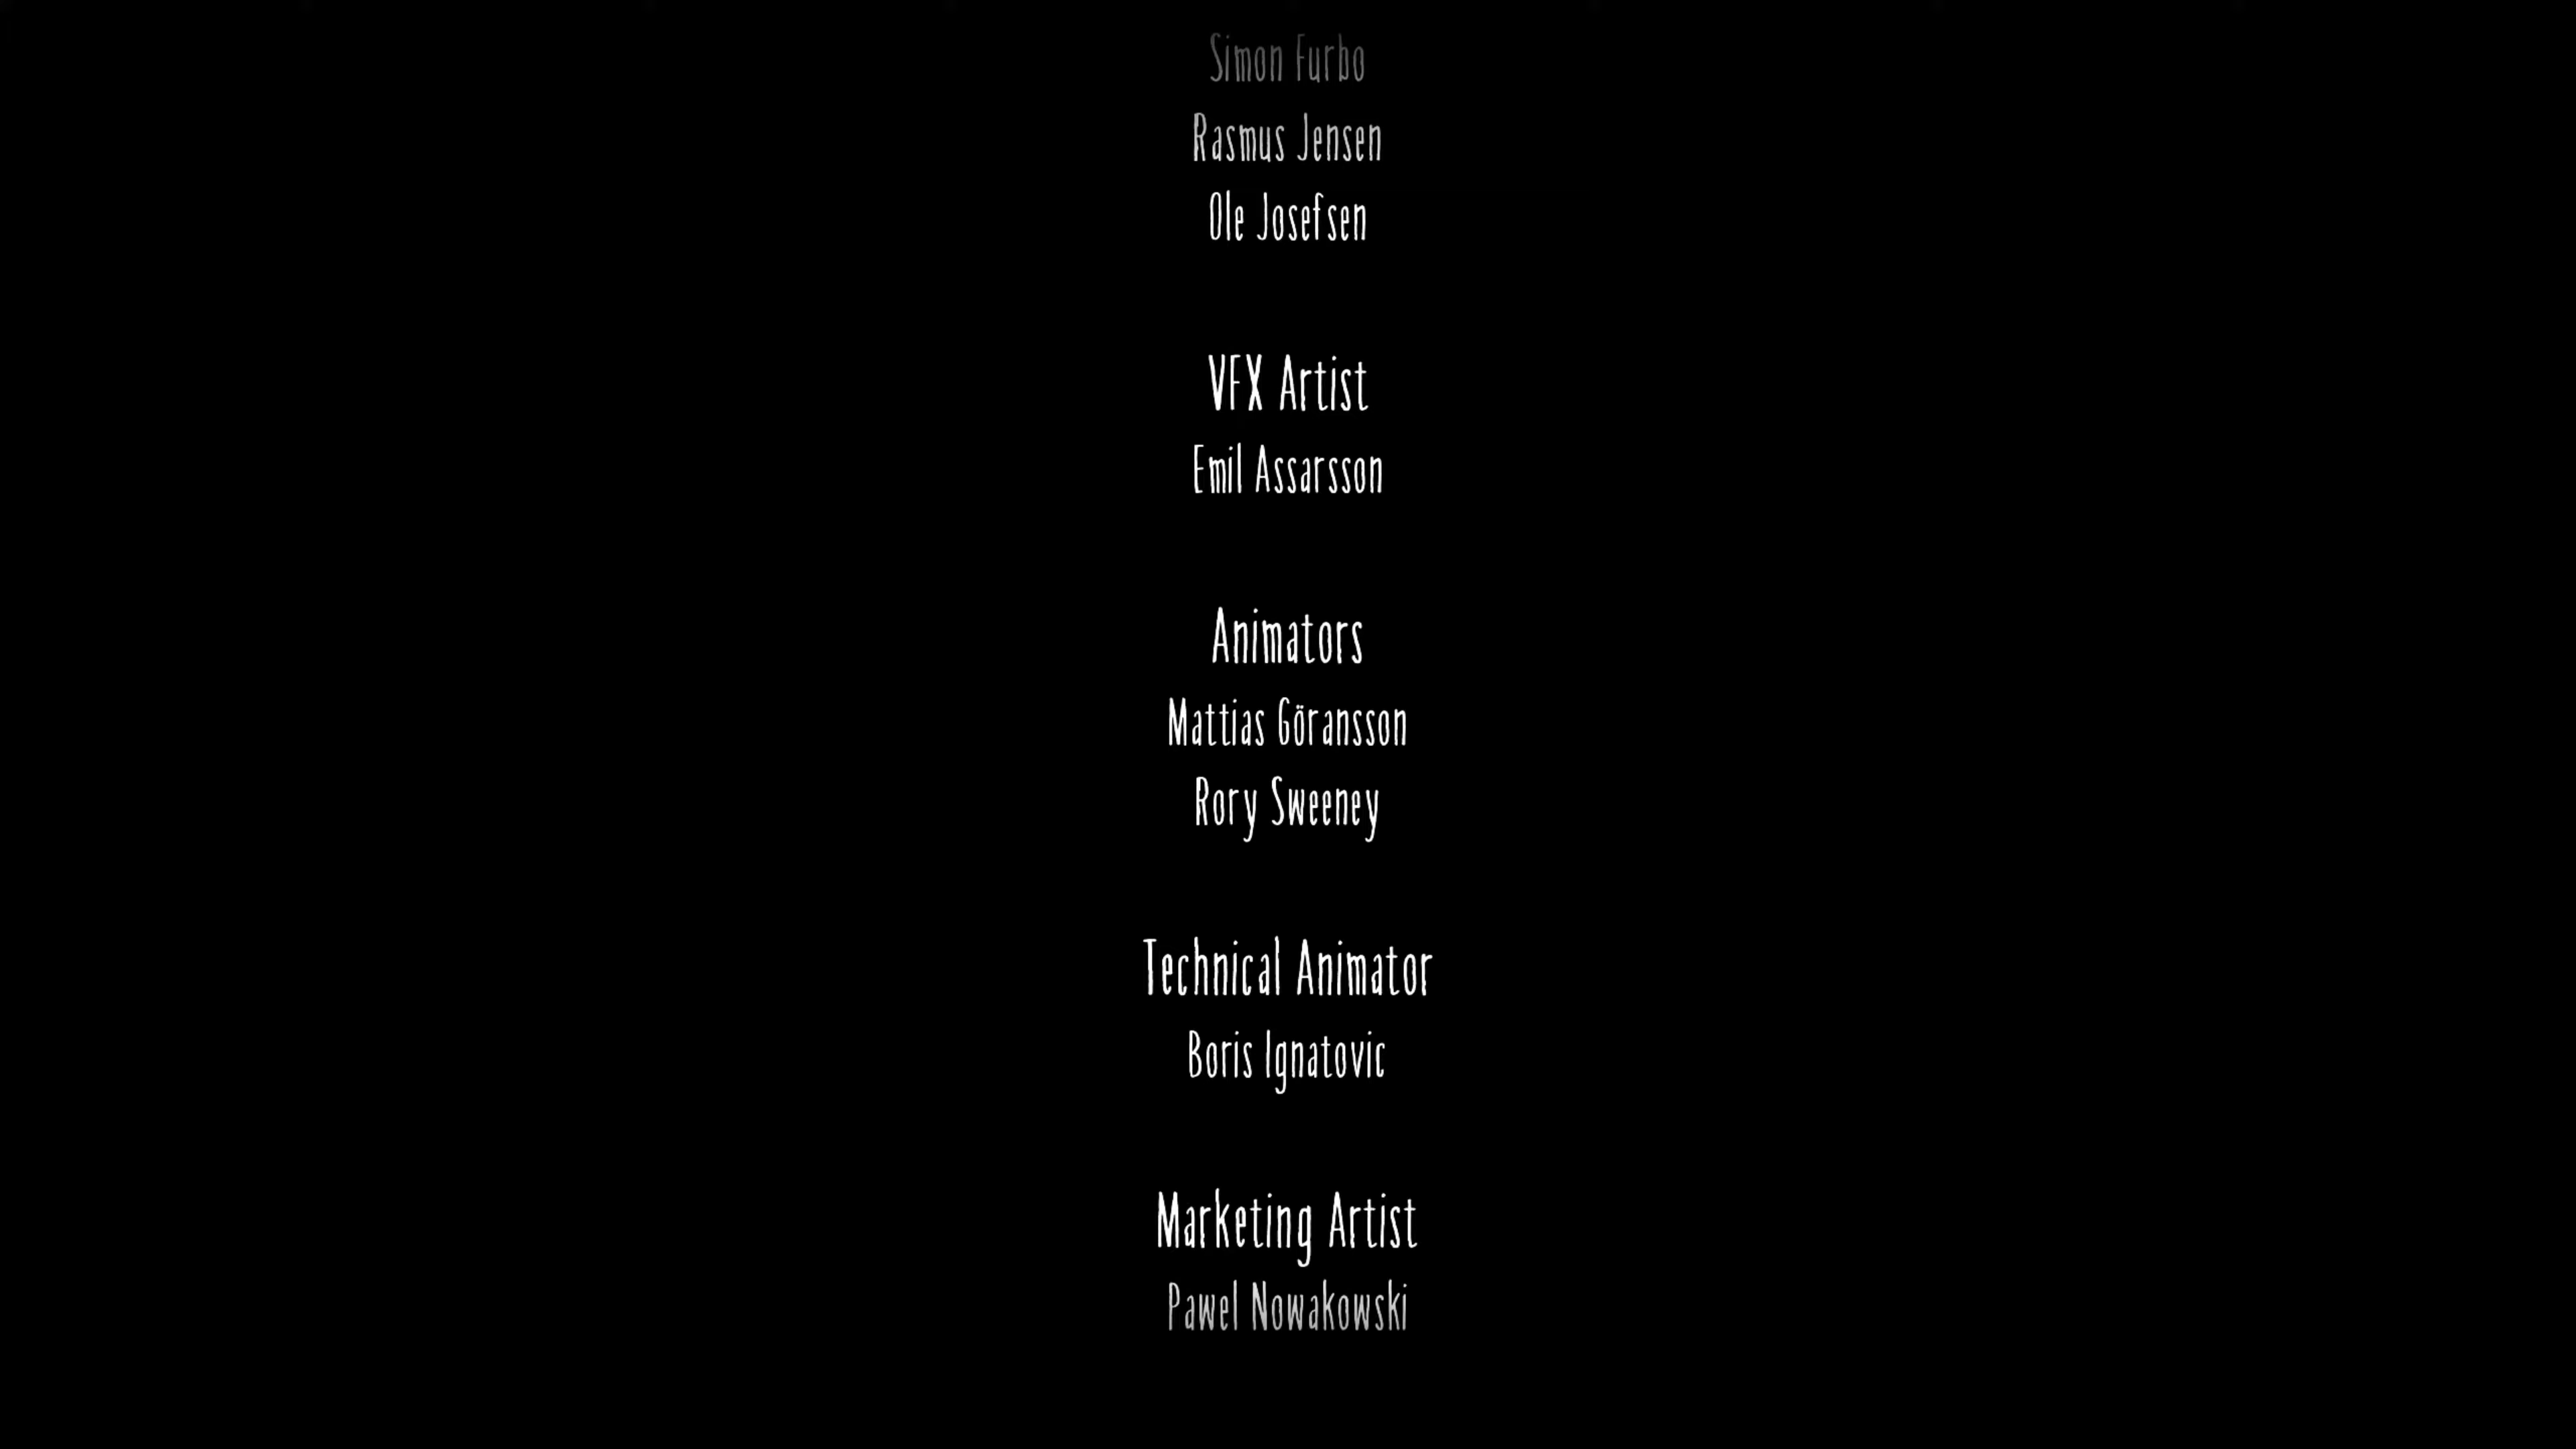 Simon Furbo
Rasmus Jensen
Ole Josefsen
VFX Artist
Emil Assarsson
Animators
Mattias Göransson
Rory Sweeney
Technical Animator
Boris Ignatovic
Marketing Artist
Pawel Nowakowski